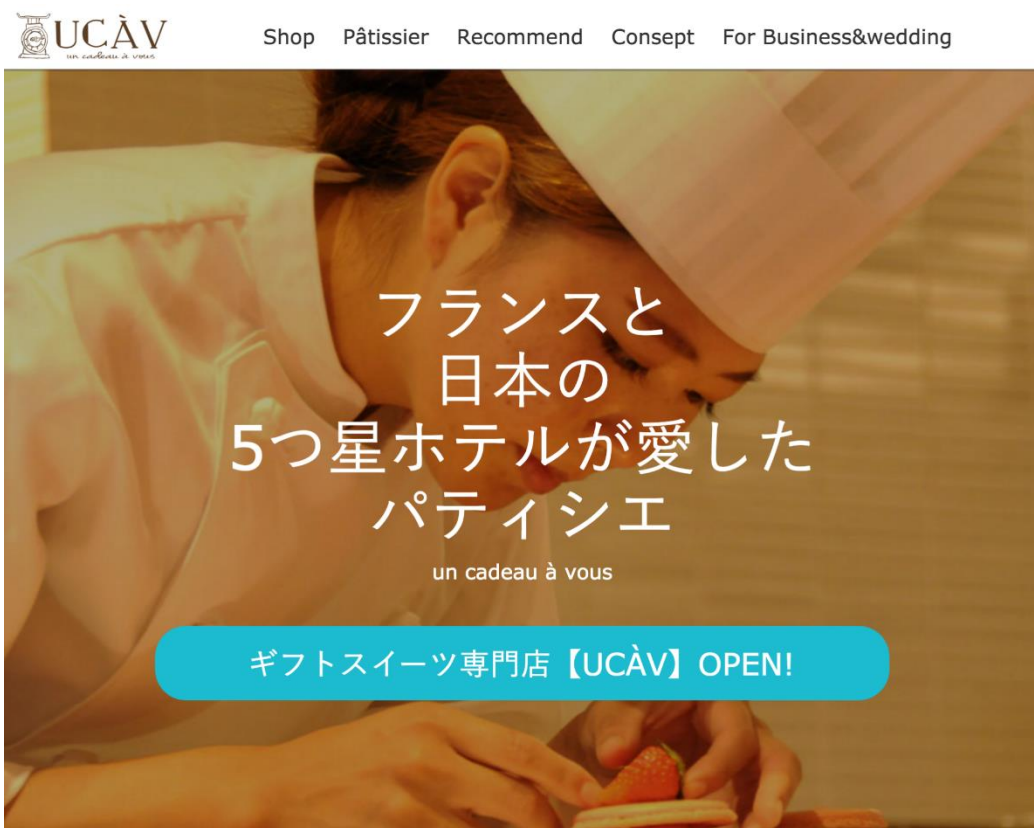 UCÀV
un cadeau à vous
Shop Pâtissier Recommend Consept For Business&wedding
フランスと
日本の
5つ星ホテルが愛した
パティシエ
un cadeau à vous
ギフトスイーツ専門店【UCÀV】OPEN!